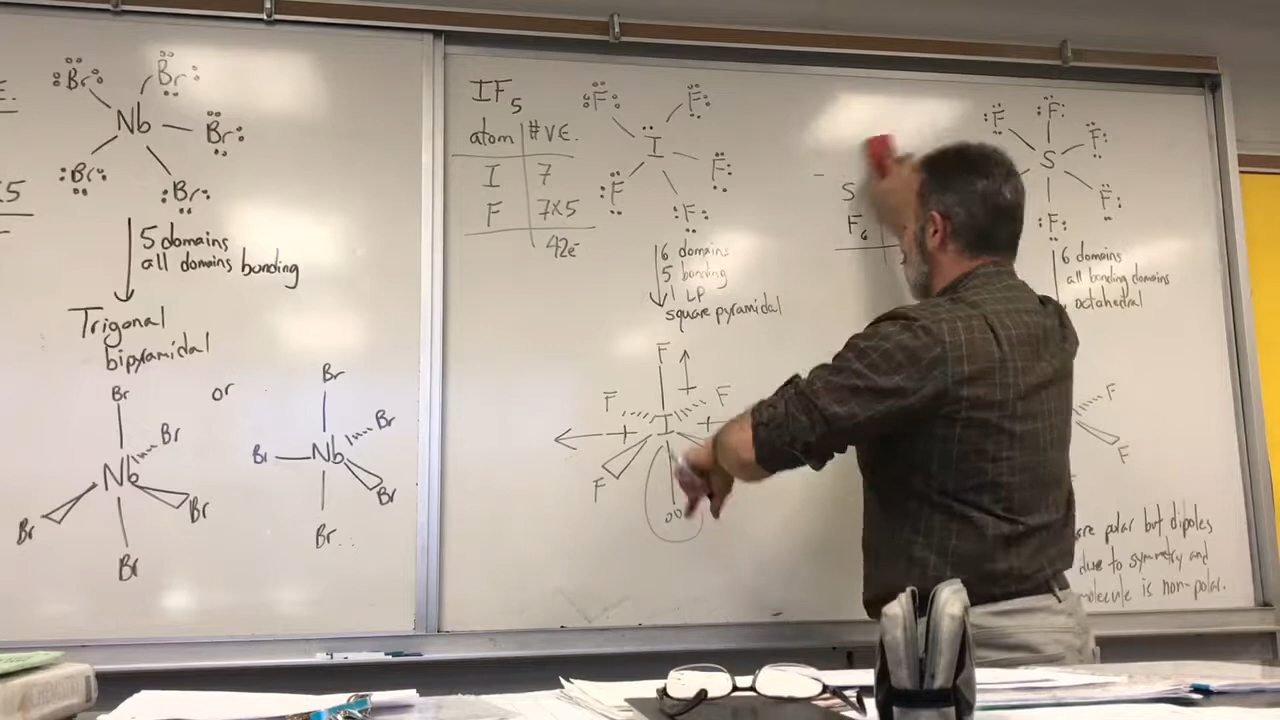 E.
x5
Br
Br
Nb
Br
Br
Br
5 domains
all domains bonding
Trigonal
bipyramidal
Br
Br
Nb
Br
Br
Br
or
Br
Br
Nb
Br
Br
Br
IF5
atom #VE.
I 7
F 7x5
42e-
F
F
I
F
F
F
6 domains
5 bonding
1 LP
square pyramidal
F
F
F
I
F
S
F6
F
F
F
S
F
F
6 domains
all bonding domains
octahedral
F
F
are polar but dipoles
due to symmetry and
molecule is non-polar.
CHEMISTRY